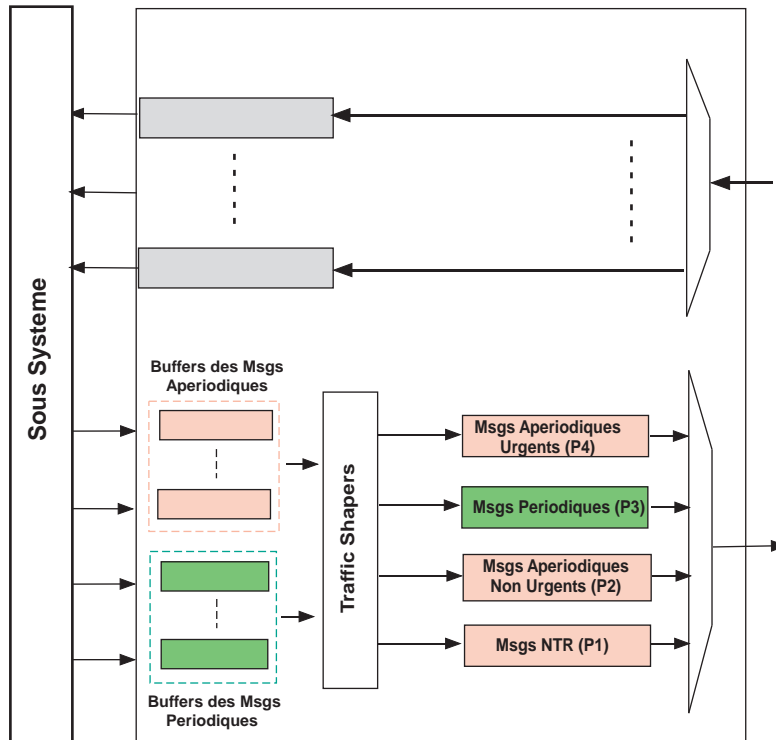 Sous Systeme
Buffers des Msgs
Aperiodiques
Traffic Shapers
Msgs Aperiodiques
Urgents (P4)
Msgs Periodiques (P3)
Msgs Aperiodiques
Non Urgents (P2)
Msgs NTR (P1)
Buffers des Msgs
Periodiques